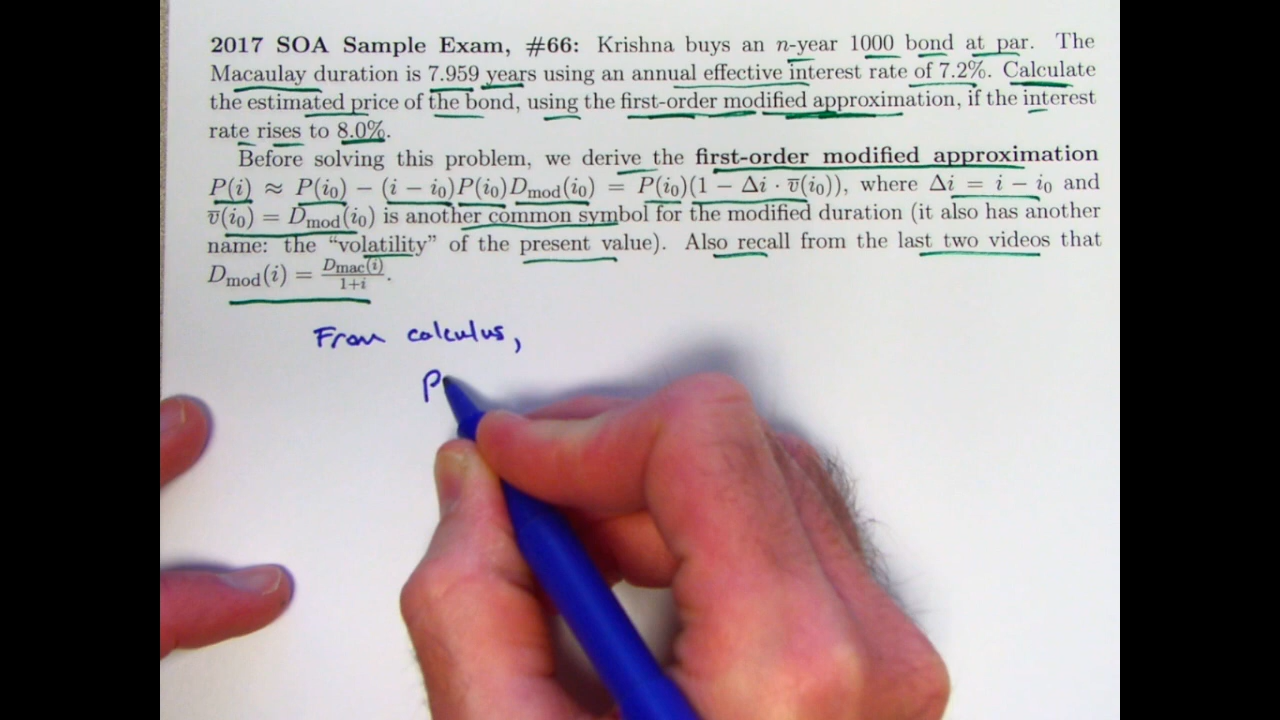 2017 SOA Sample Exam, #66: Krishna buys an n-year 1000 bond at par. The
Macaulay duration is 7.959 years using an annual effective interest rate of 7.2%. Calculate
the estimated price of the bond, using the first-order modified approximation, if the interest
rate rises to 8.0%.
Before solving this problem, we derive the first-order modified approximation
P(i) ≈ P(i₀) − (i − i₀)P(i₀)D_mod(i₀) = P(i₀)(1 − Δi · v̅(i₀)), where Δi = i − i₀ and
v̅(i₀) = D_mod(i₀) is another common symbol for the modified duration (it also has another
name: the “volatility” of the present value). Also recall from the last two videos that
D_mod(i) = D_mac(i)/1+i.
From calculus,
P